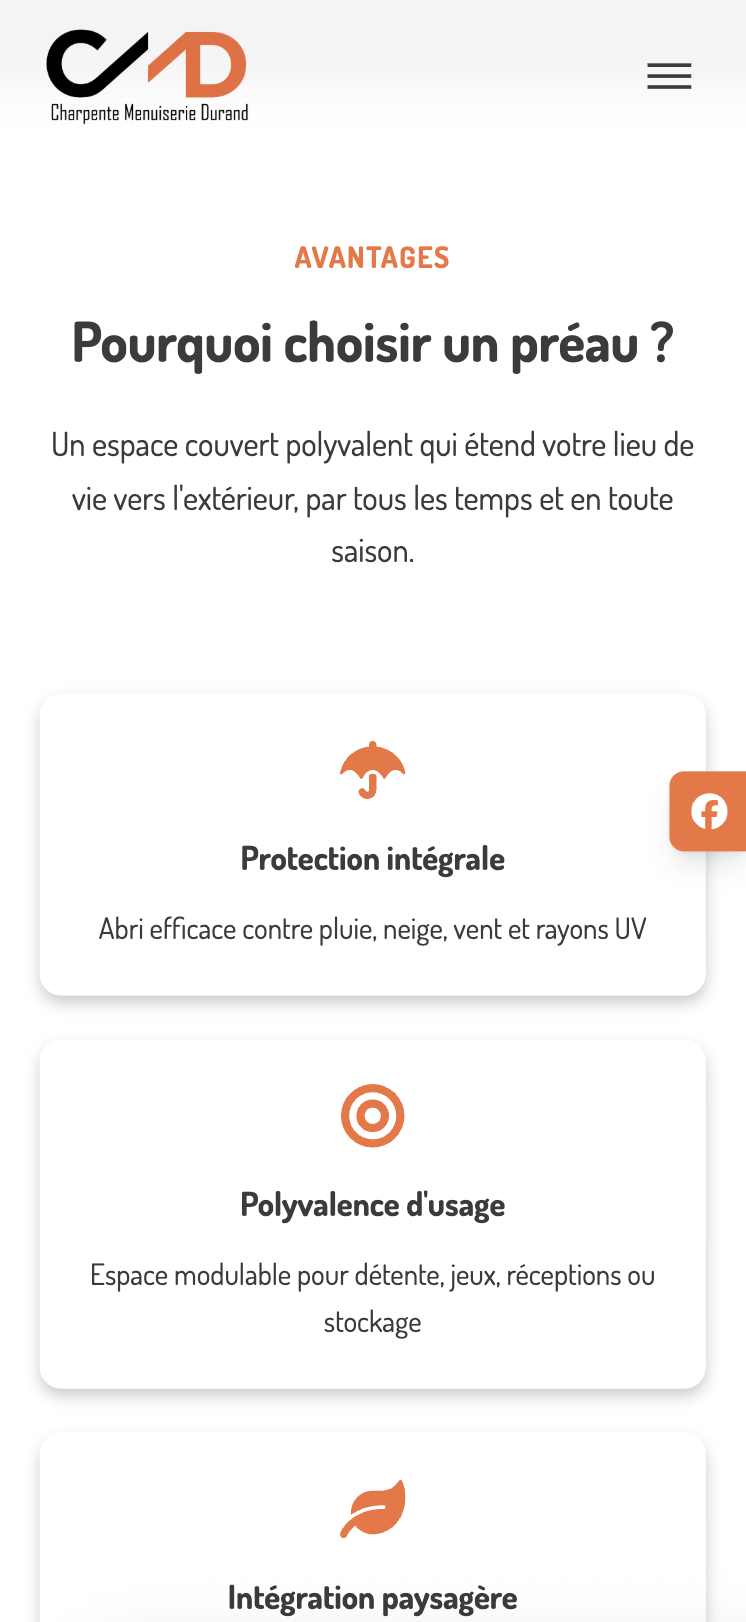 Charpente Menuiserie Durand
AVANTAGES
Pourquoi choisir un préau ?
Un espace couvert polyvalent qui étend votre lieu de
vie vers l'extérieur, par tous les temps et en toute
saison.
Protection intégrale
Abri efficace contre pluie, neige, vent et rayons UV
Polyvalence d'usage
Espace modulable pour détente, jeux, réceptions ou
stockage
Intégration paysagère